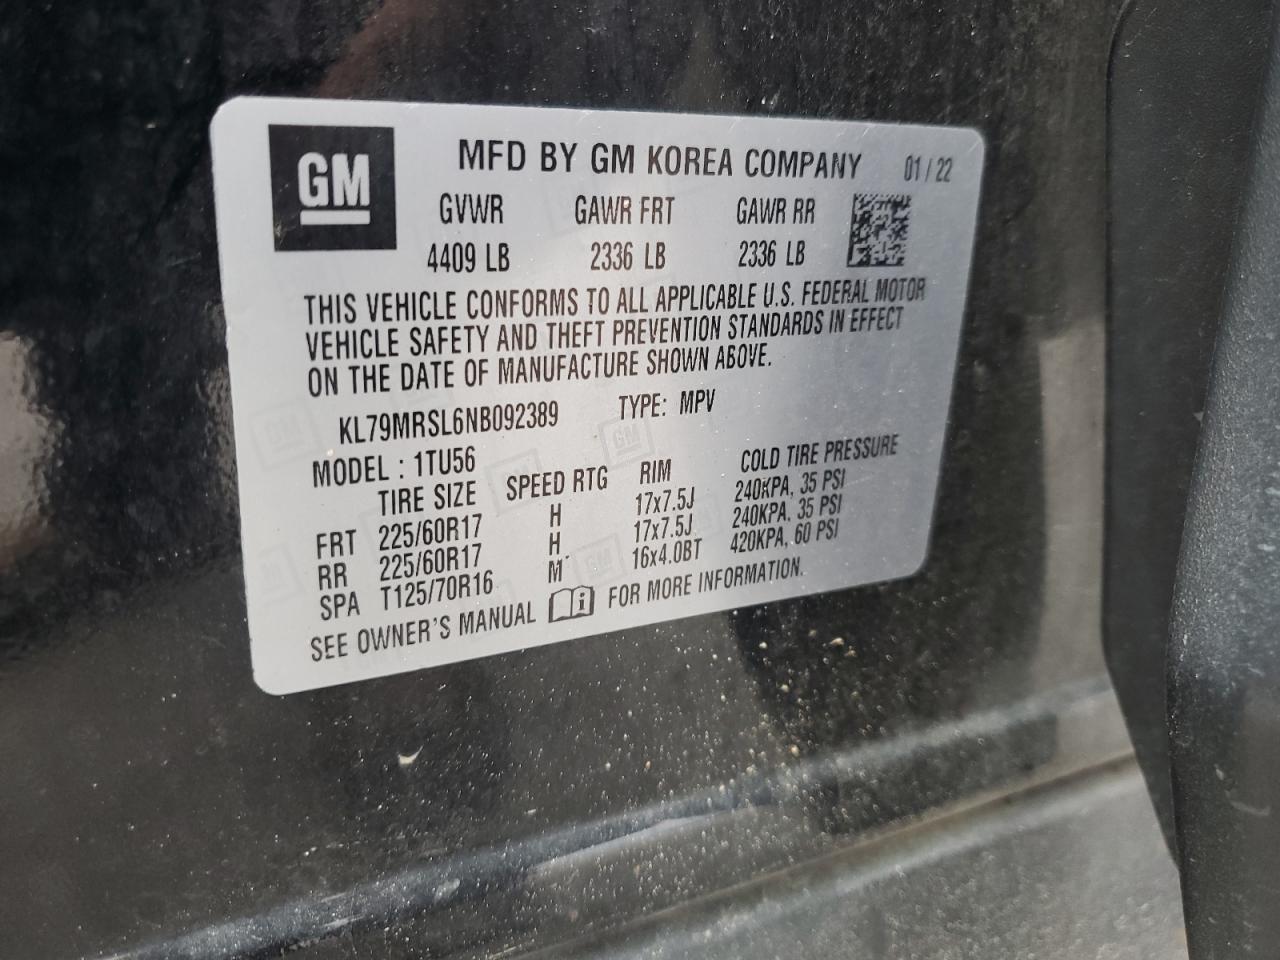 GM
MFD BY GM KOREA COMPANY 01 / 22
GVWR GAWR FRT GAWR RR
4409 LB 2336 LB 2336 LB
THIS VEHICLE CONFORMS TO ALL APPLICABLE U.S. FEDERAL MOTOR
VEHICLE SAFETY AND THEFT PREVENTION STANDARDS IN EFFECT
ON THE DATE OF MANUFACTURE SHOWN ABOVE.
KL79MRSL6NB092389 TYPE: MPV
MODEL : 1TU56
TIRE SIZE SPEED RTG RIM COLD TIRE PRESSURE
FRT 225/60R17 H 17x7.5J 240KPA, 35 PSI
RR 225/60R17 H 17x7.5J 240KPA, 35 PSI
SPA T125/70R16 M 16x4.0BT 420KPA, 60 PSI
SEE OWNER'S MANUAL i FOR MORE INFORMATION.